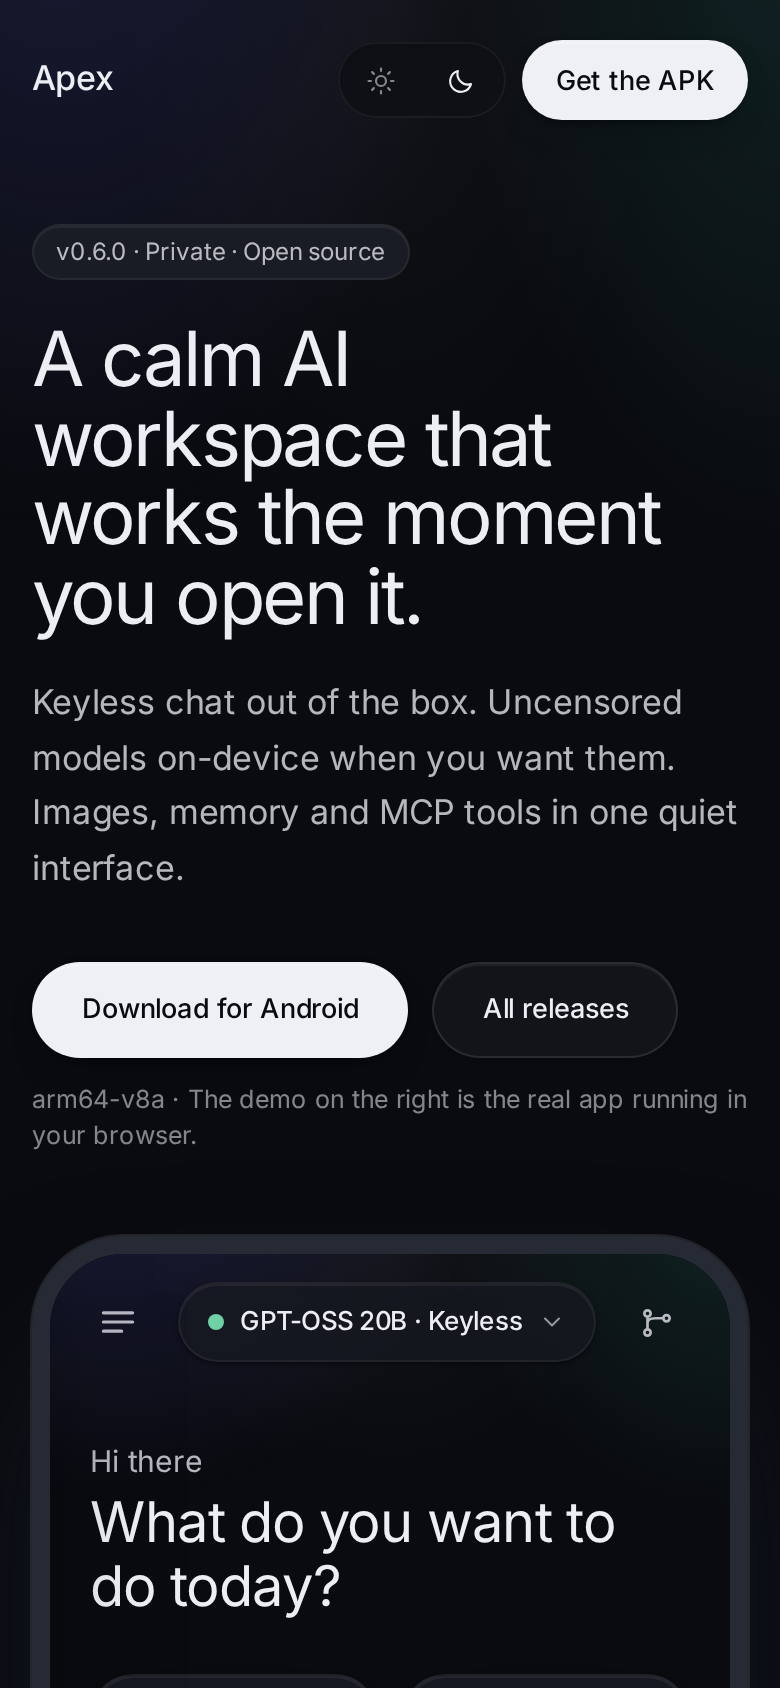 Apex
Get the APK
v0.6.0 · Private · Open source
A calm AI
workspace that
works the moment
you open it.
Keyless chat out of the box. Uncensored
models on-device when you want them.
Images, memory and MCP tools in one quiet
interface.
Download for Android
All releases
arm64-v8a · The demo on the right is the real app running in
your browser.
GPT-OSS 20B · Keyless
Hi there
What do you want to
do today?